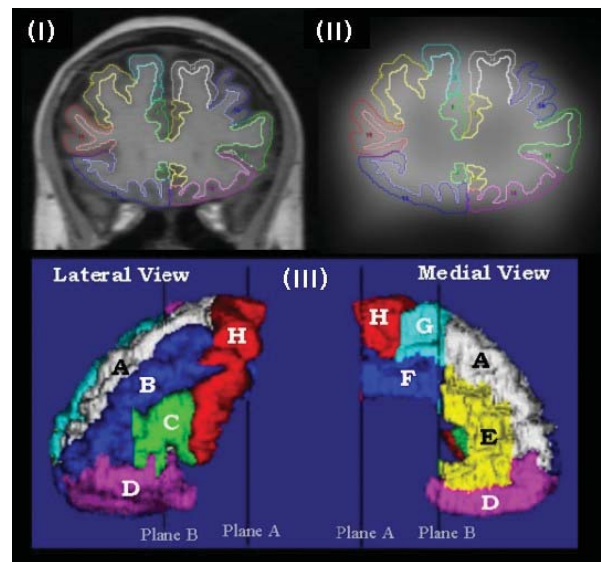 (I)
(II)
Lateral View
(III)
Medial View
H
H
G
A
A
B
F
C
E
D
D
Plane B
Plane A
Plane A
Plane B